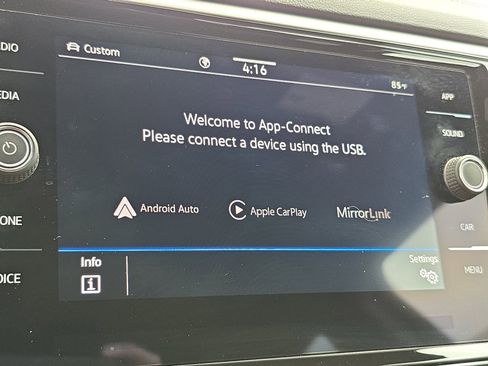 Custom
4:16
85°F
Welcome to App-Connect
Please connect a device using the USB.
Android Auto
Apple CarPlay
MirrorLink
Info
i
Settings
ADIO
EDIA
ONE
OICE
APP
SOUND
CAR
MENU